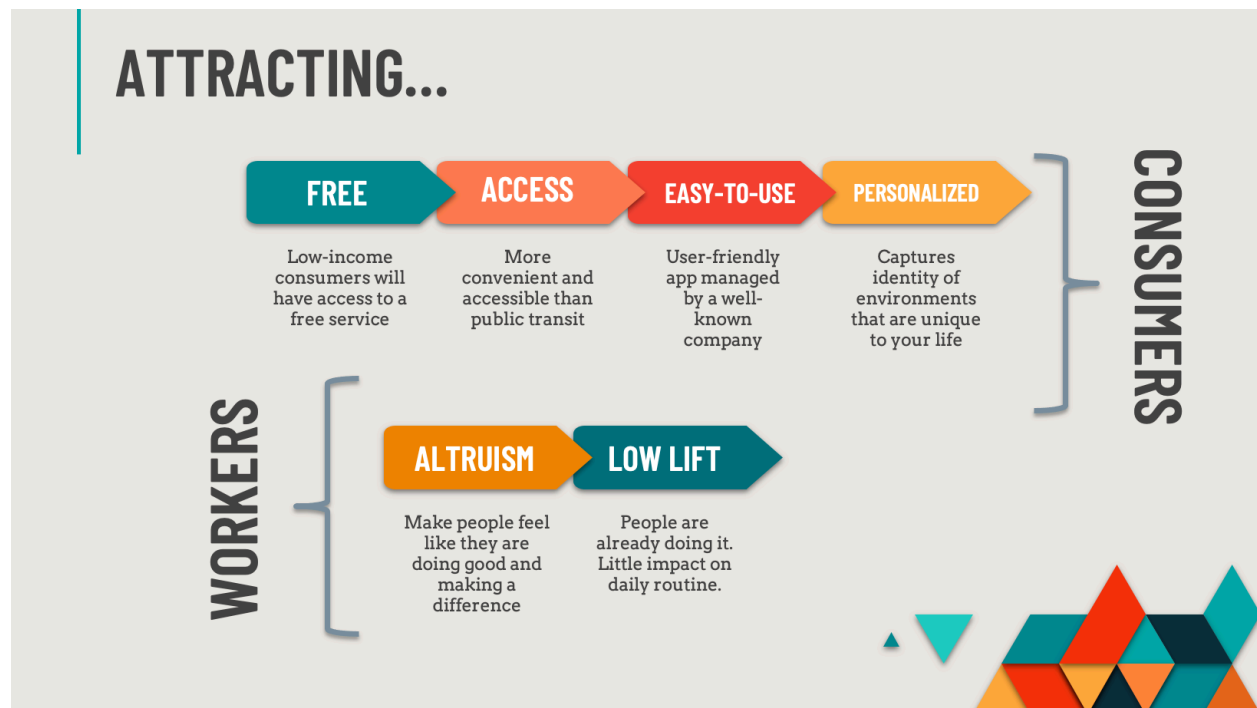 ATTRACTING...
FREE
ACCESS
EASY-TO-USE
PERSONALIZED
Low-income
consumers will
have access to a
free service
More
convenient and
accessible than
public transit
User-friendly
app managed
by a well-
known
company
Captures
identity of
environments
that are unique
to your life
CONSUMERS
WORKERS
ALTRUISM
LOW LIFT
Make people feel
like they are
doing good and
making a
difference
People are
already doing it.
Little impact on
daily routine.